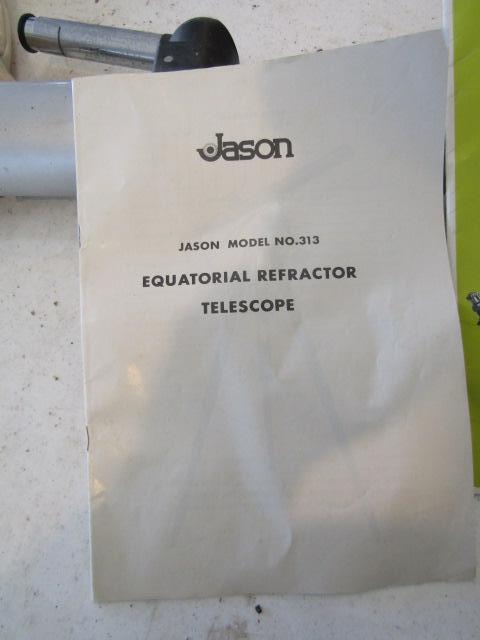 Jason
JASON MODEL NO.313
EQUATORIAL REFRACTOR
TELESCOPE